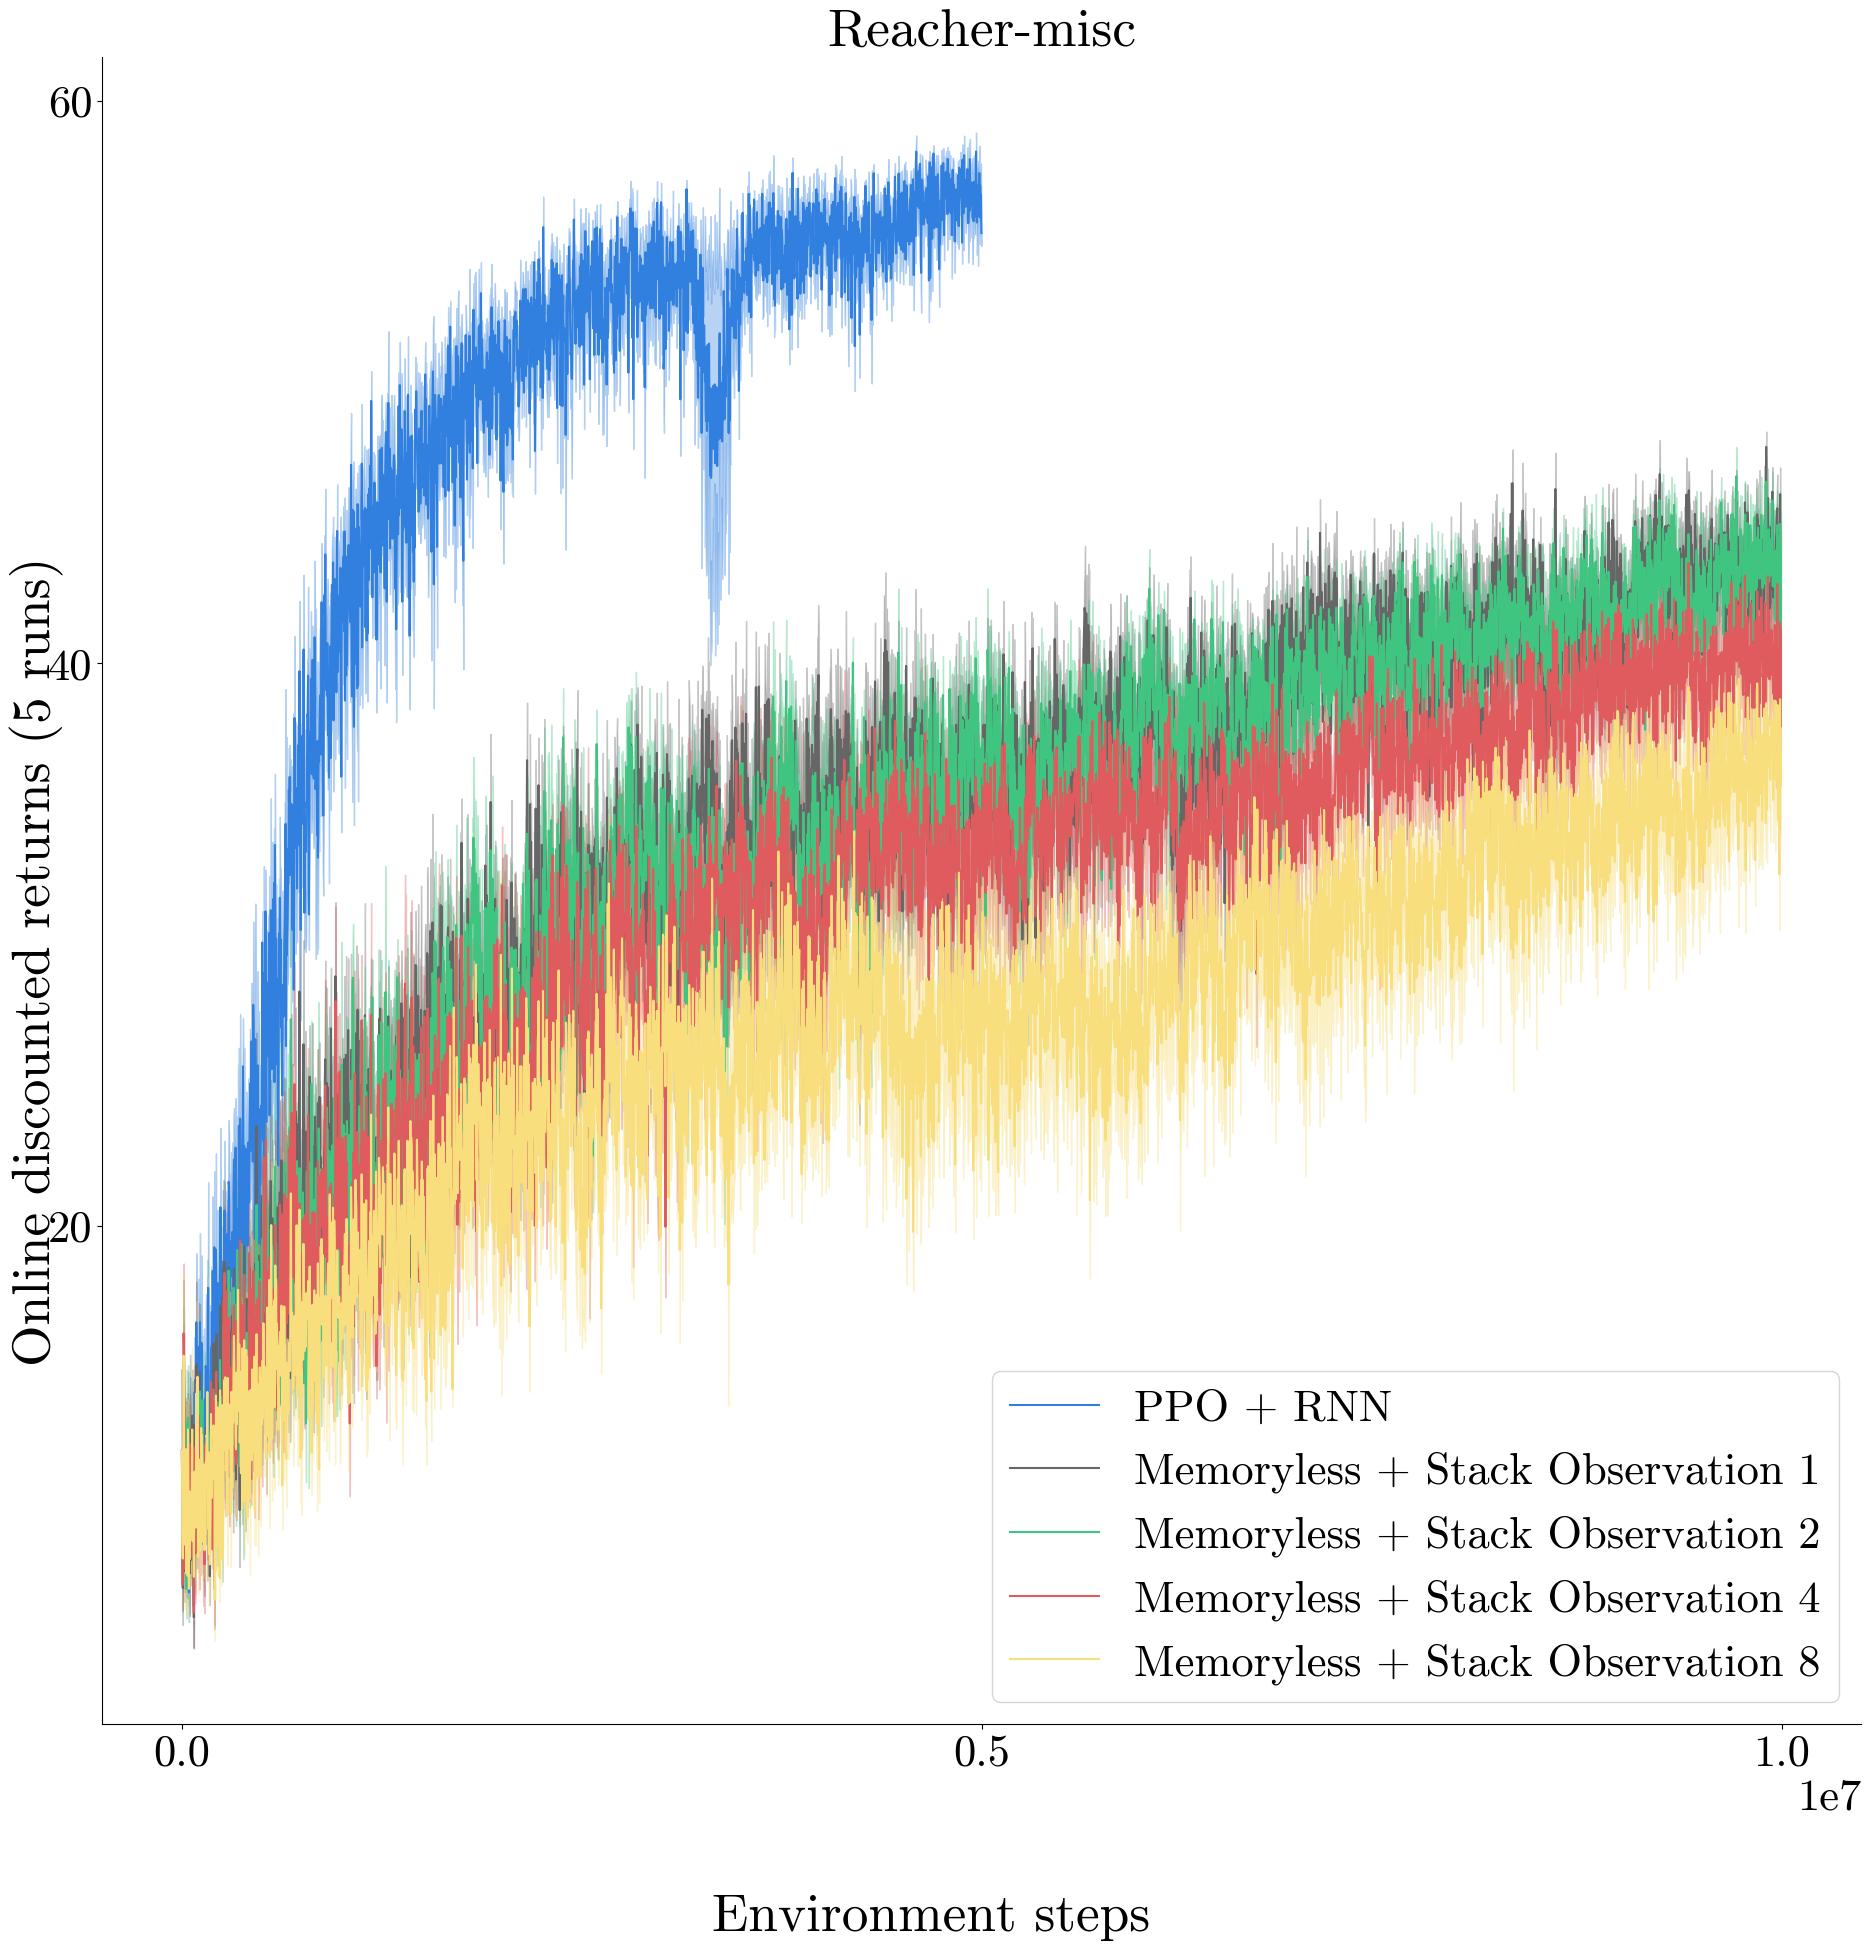 Reacher-misc
Online discounted returns (5 runs)
60
40
20
PPO + RNN
Memoryless + Stack Observation 1
Memoryless + Stack Observation 2
Memoryless + Stack Observation 4
Memoryless + Stack Observation 8
0.0 0.5 1.0
1e7
Environment steps